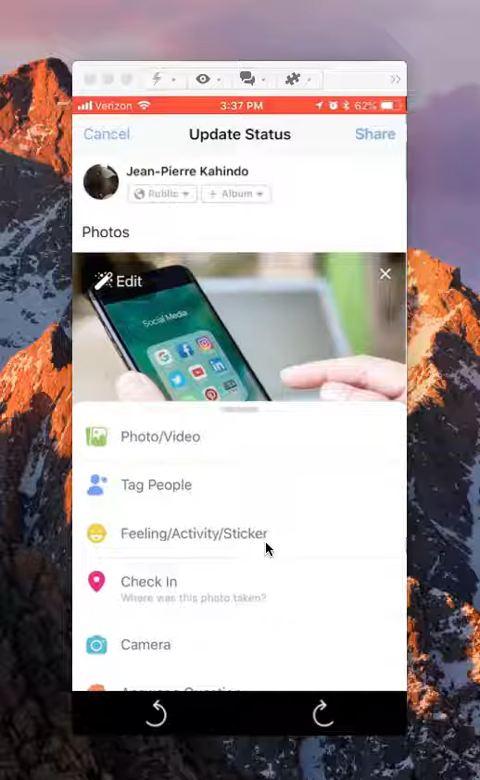 Verizon 3:37 PM 62%
Cancel Update Status Share
Jean-Pierre Kahindo
Public + Album
Photos
Edit
Social Media
Photo/Video
Tag People
Feeling/Activity/Sticker
Check In
Where was this photo taken?
Camera